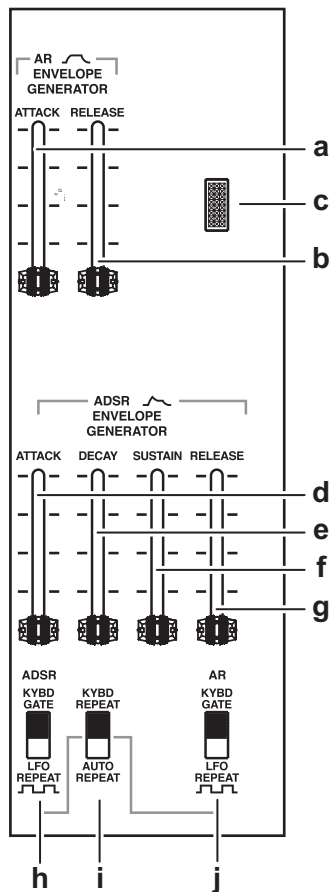 AR
ENVELOPE
GENERATOR
ATTACK RELEASE
a
c
b
ADSR
ENVELOPE
GENERATOR
ATTACK DECAY SUSTAIN RELEASE
d
e
f
g
ADSR AR
KYBD GATE KYBD REPEAT KYBD GATE
LFO REPEAT AUTO REPEAT LFO REPEAT
h i j